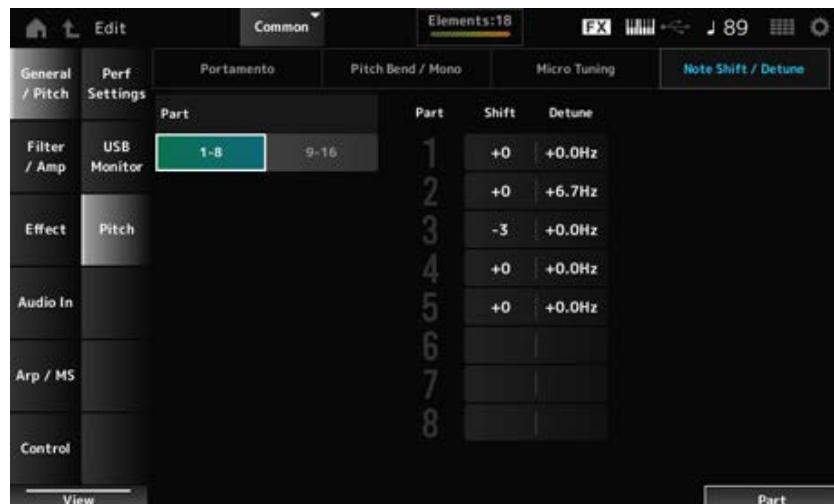 Edit
Common
Elements:18
FX
♩ 89
General / Pitch
Perf Settings
Portamento
Pitch Bend / Mono
Micro Tuning
Note Shift / Detune
Part
1-8
9-16
Part Shift Detune
1 +0 +0.0Hz
2 +0 +6.7Hz
3 -3 +0.0Hz
4 +0 +0.0Hz
5 +0 +0.0Hz
6
7
8
Filter / Amp
USB Monitor
Effect
Pitch
Audio In
Arp / MS
Control
View
Part